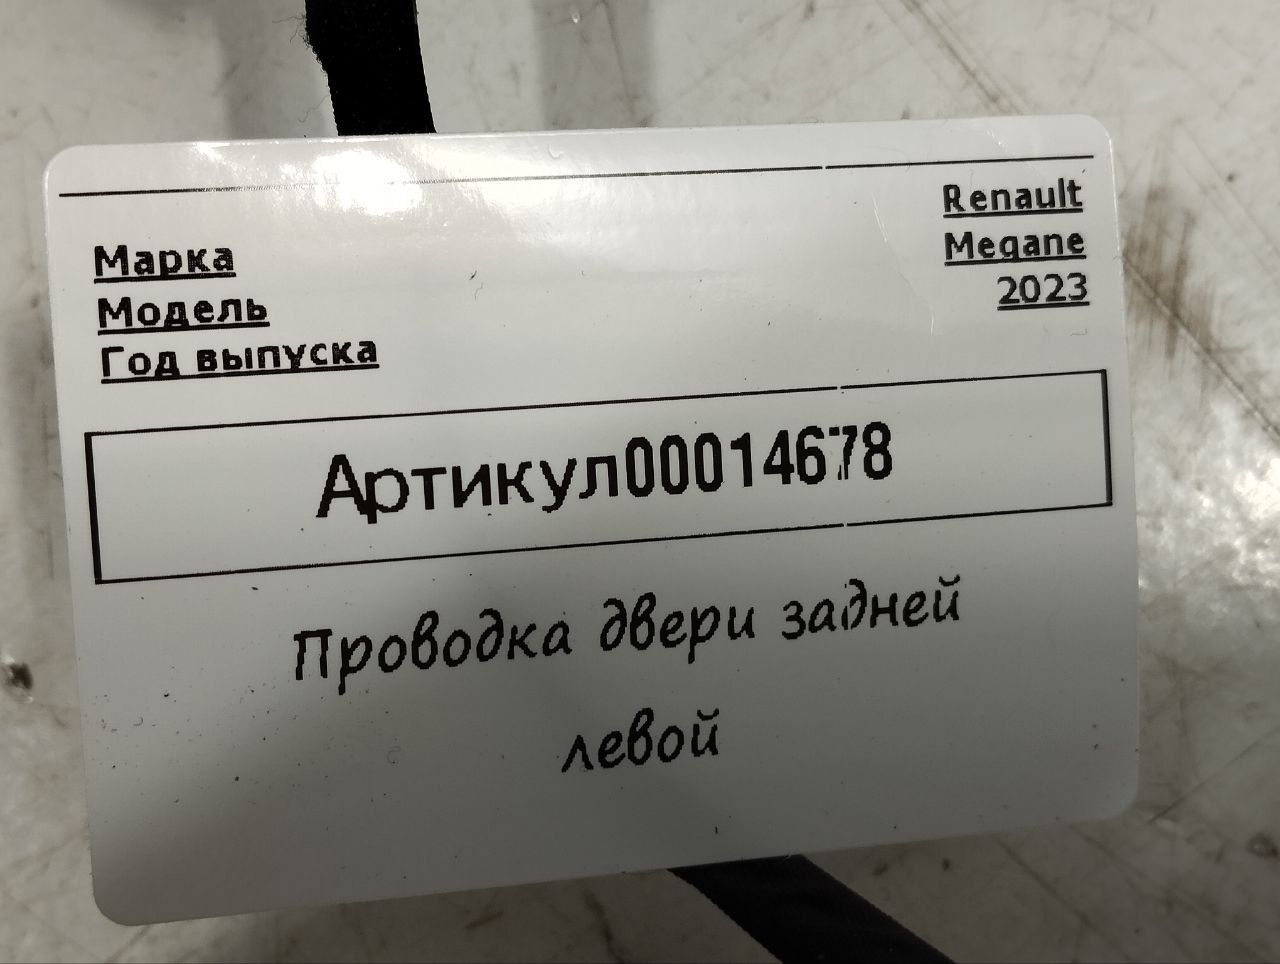 Марка Renault
Модель Megane
Год выпуска 2023
Артикул00014678
Проводка двери задней
левой